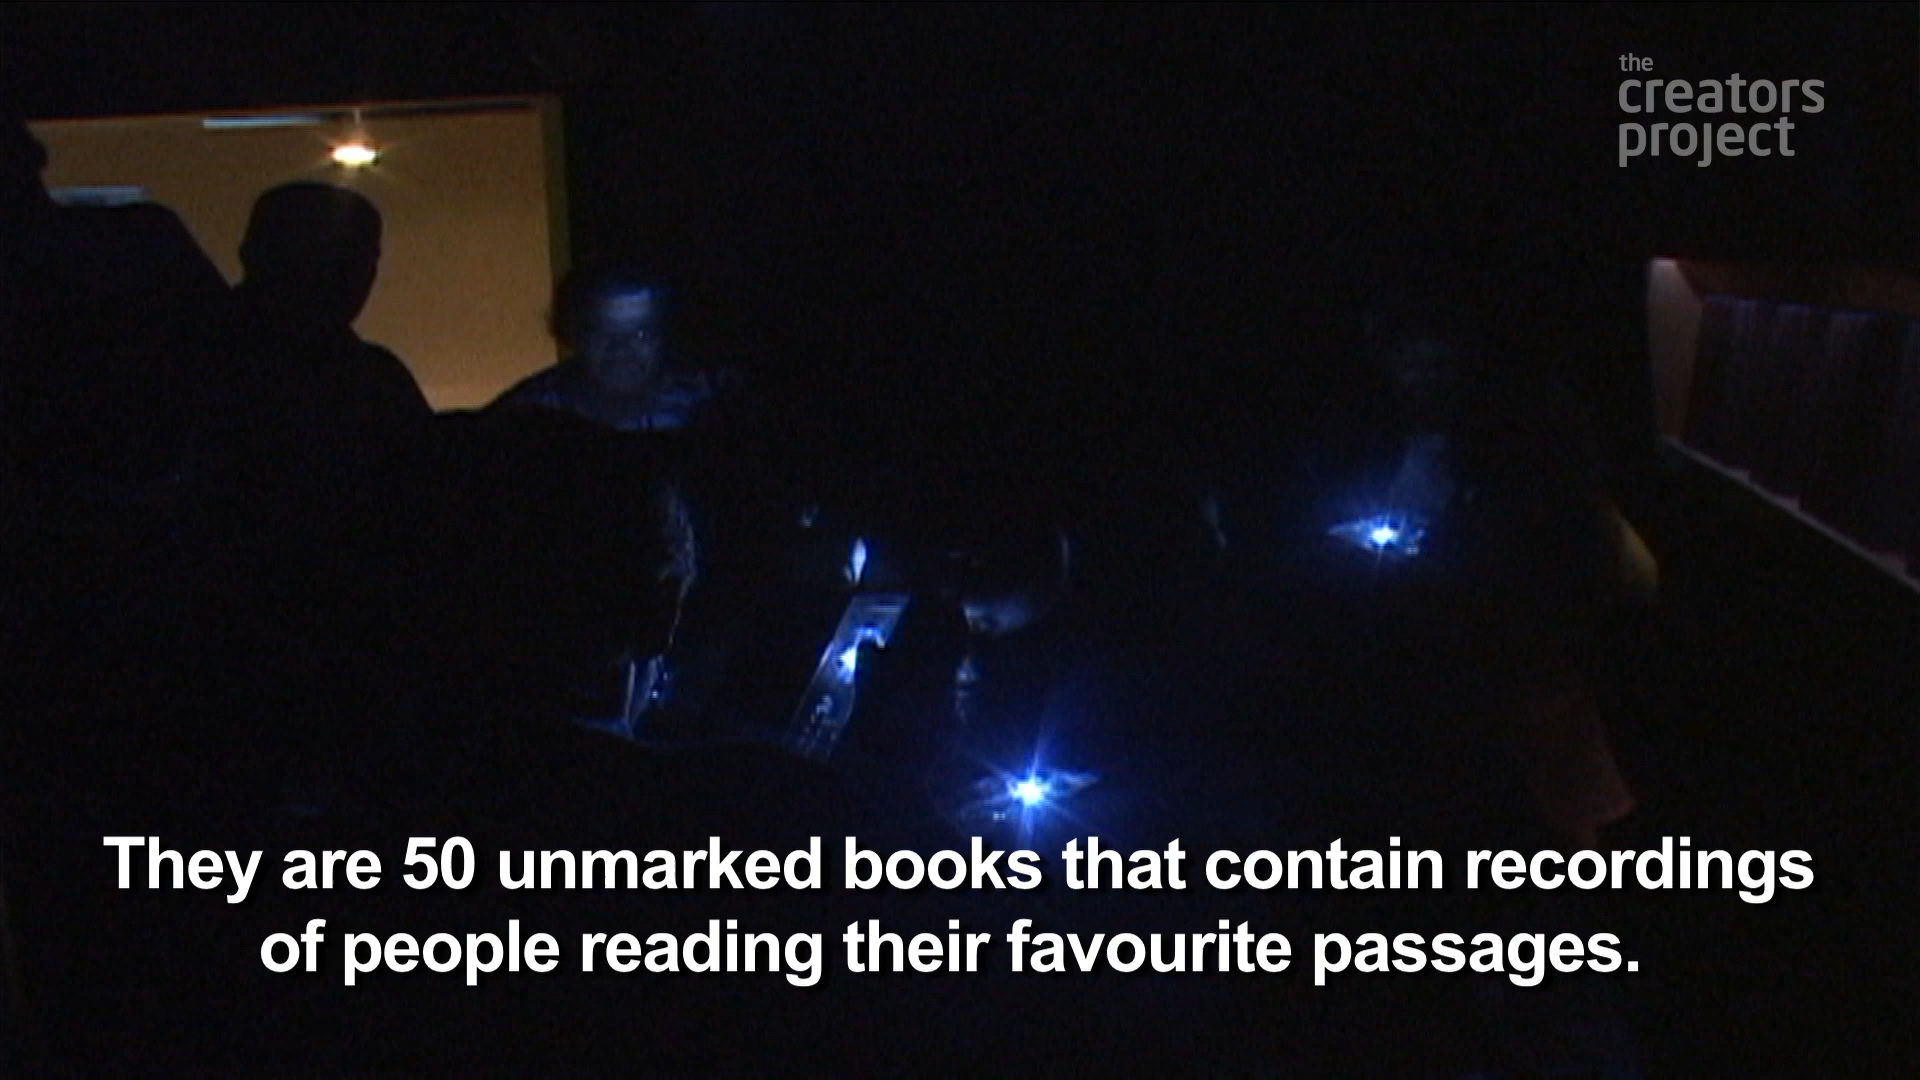 the
creators
project
They are 50 unmarked books that contain recordings
of people reading their favourite passages.